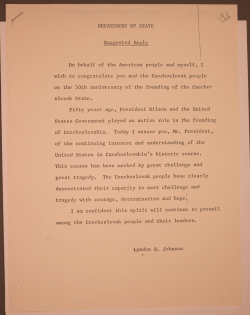 DEPARTMENT OF STATE
Suggested Reply
On behalf of the American people and myself, I
wish to congratulate you and the Czechoslovak people
on the 50th anniversary of the founding of the Czecho-
slovak State.
Fifty years ago, President Wilson and the United
States Government played an active role in the founding
of Czechoslovakia. Today I assure you, Mr. President,
of the continuing interest and understanding of the
United States in Czechoslovakia's historic course.
This course has been marked by great challenge and
great tragedy. The Czechoslovak people have clearly
demonstrated their capacity to meet challenge and
tragedy with courage, determination and hope.
I am confident this spirit will continue to prevail
among the Czechoslovak people and their leaders.
Lyndon B. Johnson